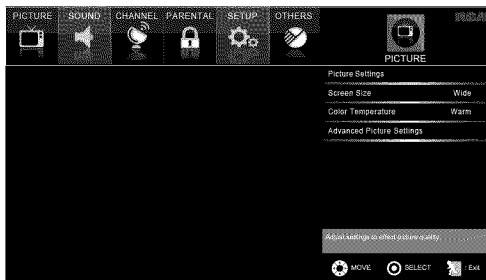 PICTURE SOUND CHANNEL PARENTAL SETUP OTHERS
RCA
PICTURE
Picture Settings
Screen Size Wide
Color Temperature Warm
Advanced Picture Settings
Adjust settings to effect picture quality
MOVE SELECT : Exit